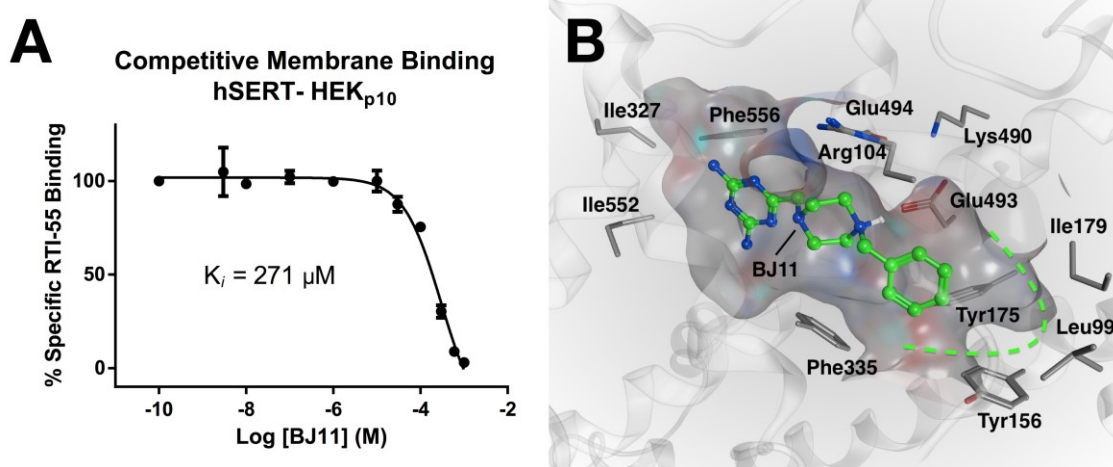 A
Competitive Membrane Binding
hSERT- HEKp10
% Specific RTI-55 Binding
100
50
0
Ki = 271 µM
-10
-8
-6
-4
-2
Log [BJ11] (M)
B
Ile327
Phe556
Glu494
Lys490
Arg104
Ile552
Glu493
Ile179
BJ11
Tyr175
Leu99
Phe335
Tyr156